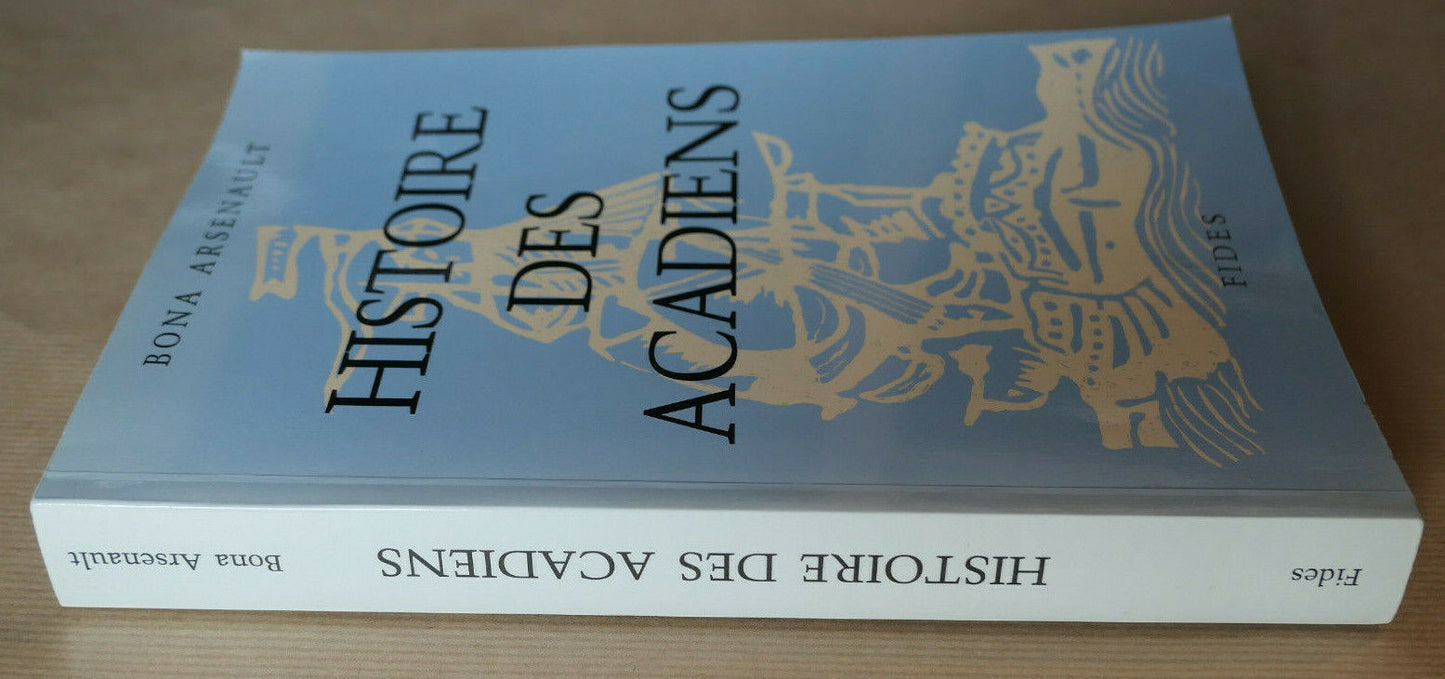 BONA ARSENAULT
HISTOIRE
DES
ACADIENS
FIDES
Fides
HISTOIRE DES ACADIENS
Bona Arsenault